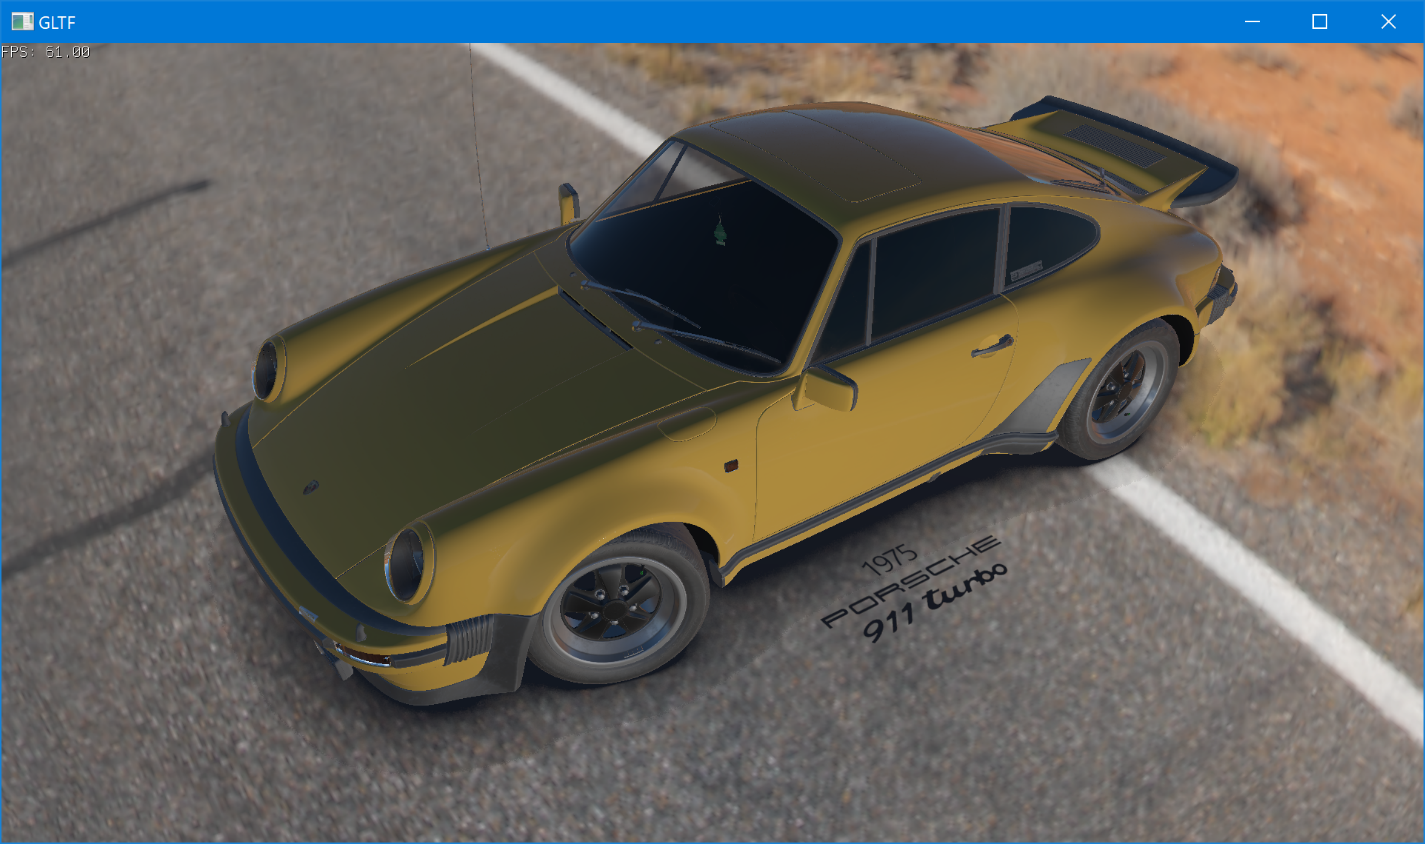 GLTF
FPS: 61.00
1975
PORSCHE
911 turbo